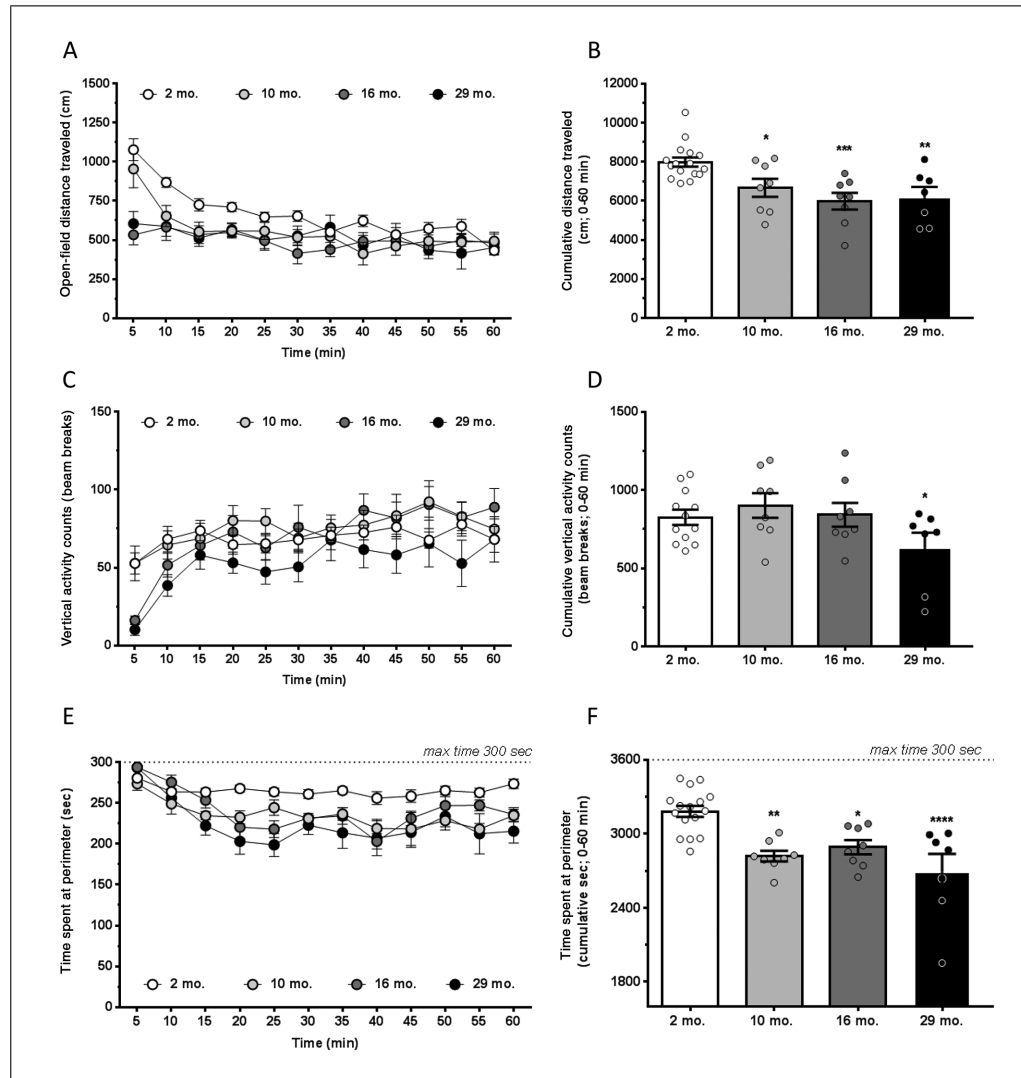 A
Open-field distance traveled (cm)
1500
1250
1000
750
500
250
0
2 mo. 10 mo. 16 mo. 29 mo.
5 10 15 20 25 30 35 40 45 50 55 60
Time (min)
B
Cumulative distance traveled
(cm; 0-60 min)
12000
10000
8000
6000
4000
2000
0
* *** **
2 mo. 10 mo. 16 mo. 29 mo.
C
Vertical activity counts (beam breaks)
150
100
50
0
2 mo. 10 mo. 16 mo. 29 mo.
5 10 15 20 25 30 35 40 45 50 55 60
Time (min)
D
Cumulative vertical activity counts
(beam breaks; 0-60 min)
1500
1000
500
0
*
2 mo. 10 mo. 16 mo. 29 mo.
E
max time 300 sec
Time spent at perimeter (sec)
300
250
200
150
100
50
0
2 mo. 10 mo. 16 mo. 29 mo.
5 10 15 20 25 30 35 40 45 50 55 60
Time (min)
F
max time 300 sec
Time spent at perimeter
(cumulative sec; 0-60 min)
3600
3000
2400
1800
** * ****
2 mo. 10 mo. 16 mo. 29 mo.